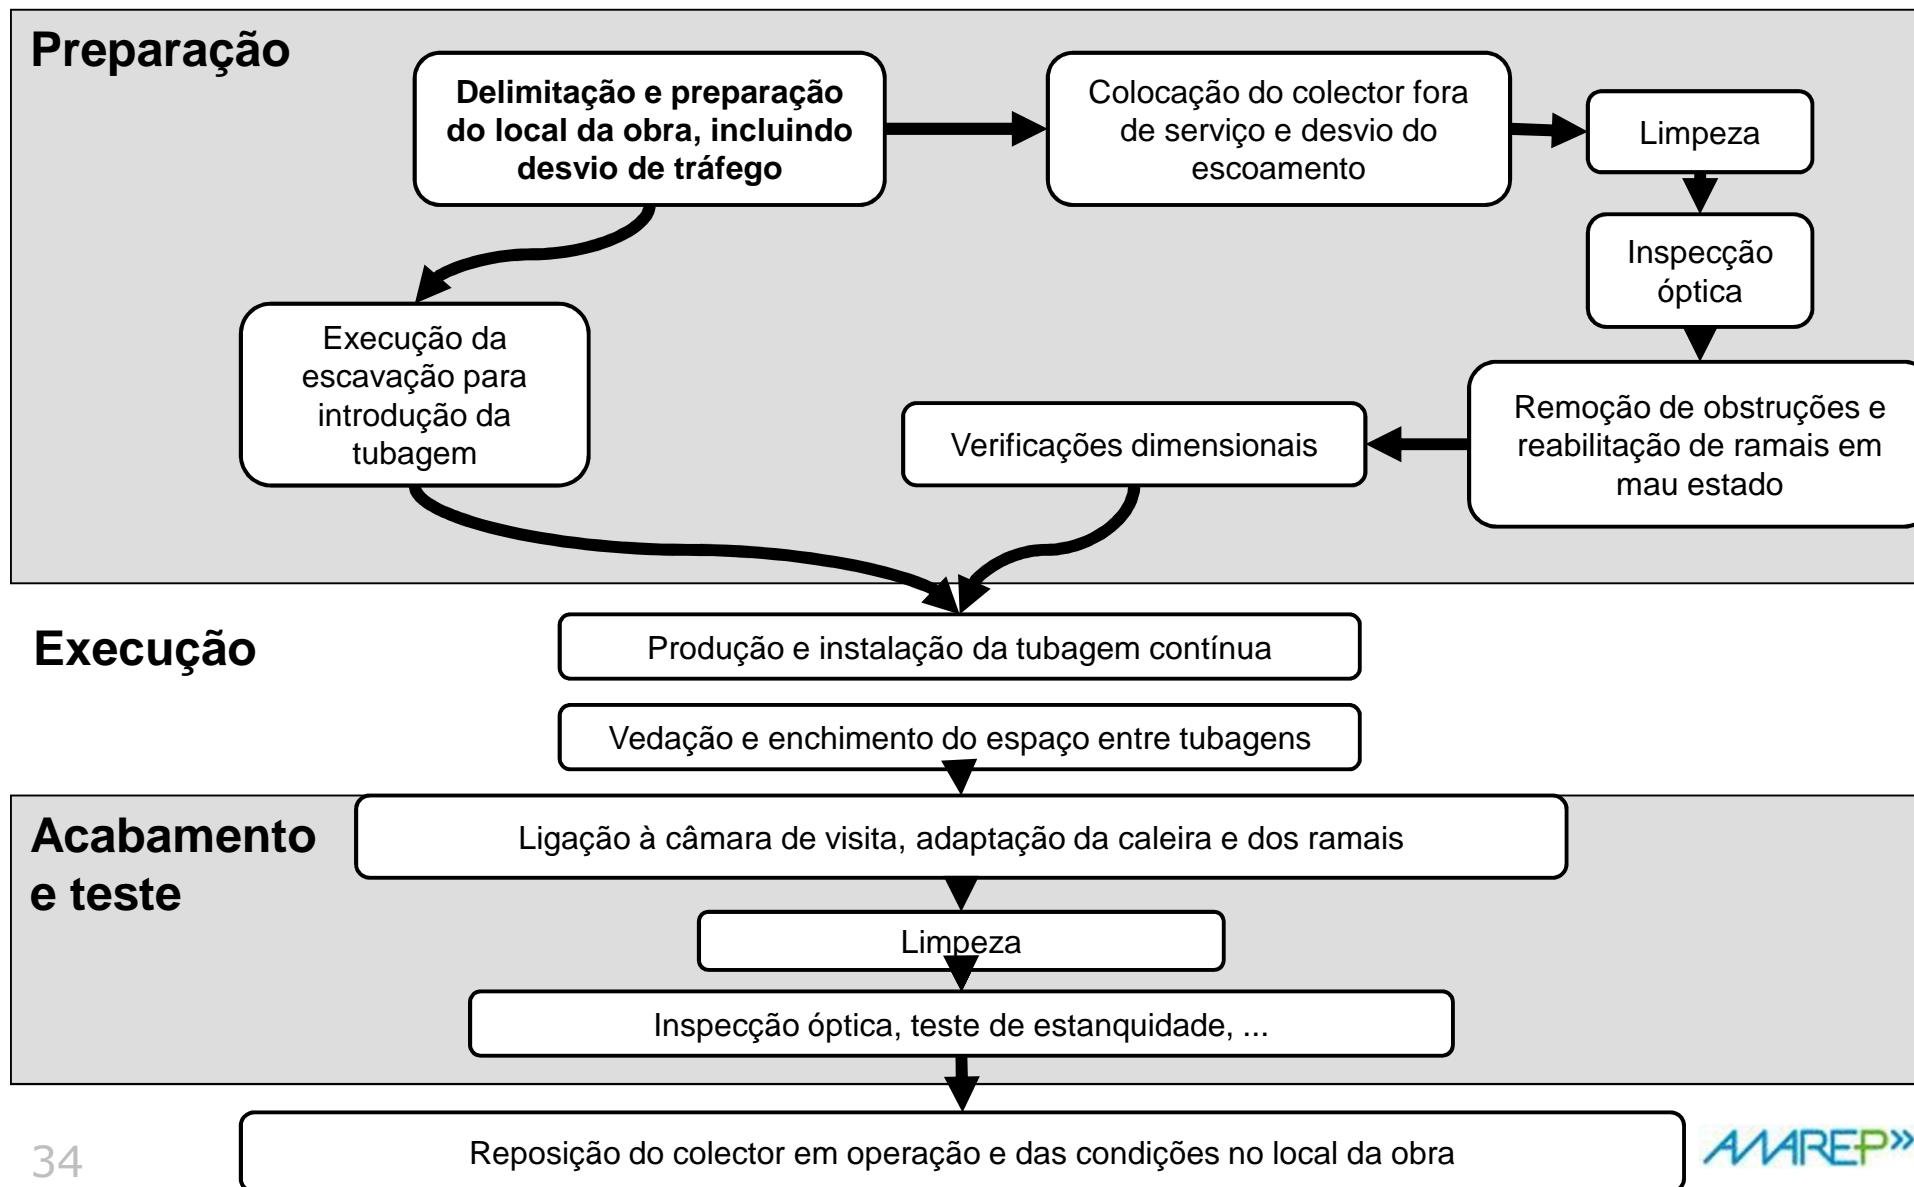 Preparação
Delimitação e preparação
do local da obra, incluindo
desvio de tráfego
Colocação do colector fora
de serviço e desvio do
escoamento
Limpeza
Inspecção
óptica
Execução da
escavação para
introdução da
tubagem
Verificações dimensionais
Remoção de obstruções e
reabilitação de ramais em
mau estado
Execução
Produção e instalação da tubagem contínua
Vedação e enchimento do espaço entre tubagens
Acabamento
e teste
Ligação à câmara de visita, adaptação da caleira e dos ramais
Limpeza
Inspecção óptica, teste de estanquidade, ...
Reposição do colector em operação e das condições no local da obra
34
AWAREP»